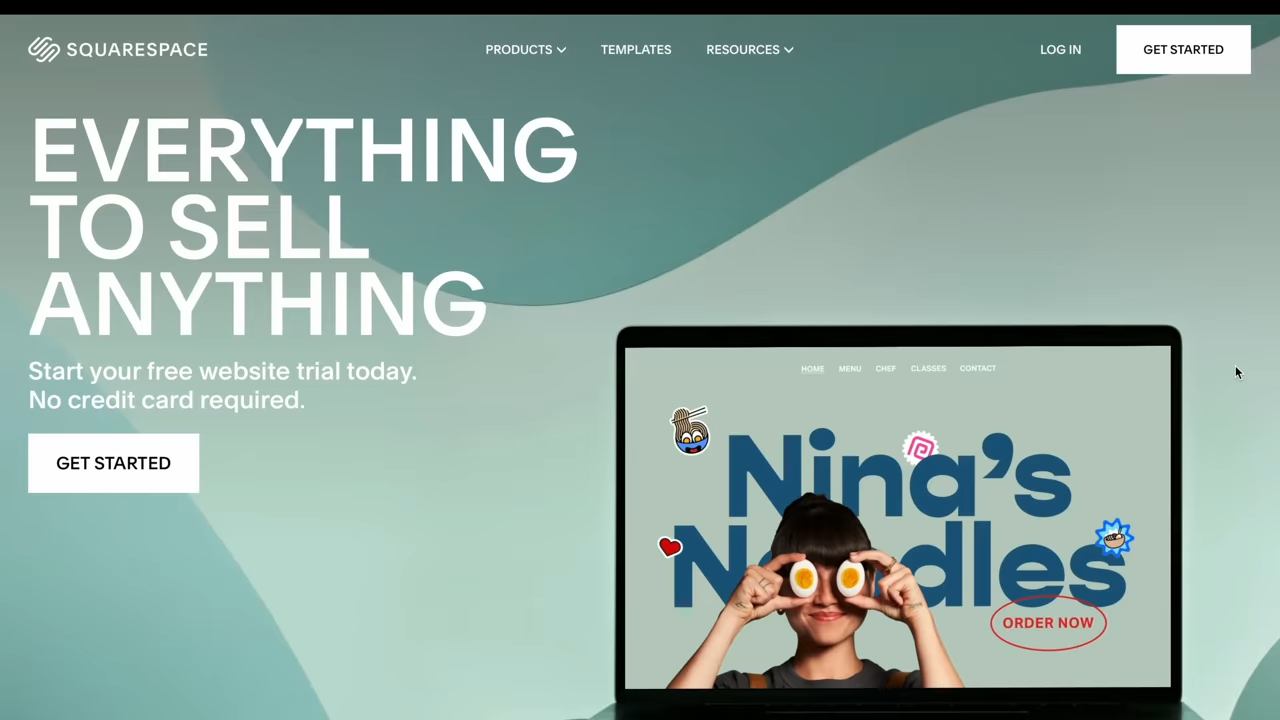 SQUARESPACE
PRODUCTS
TEMPLATES
RESOURCES
LOG IN
GET STARTED
EVERYTHING
TO SELL
ANYTHING
Start your free website trial today.
No credit card required.
GET STARTED
HOME MENU CHEF CLASSES CONTACT
Nina's
Noodles
ORDER NOW